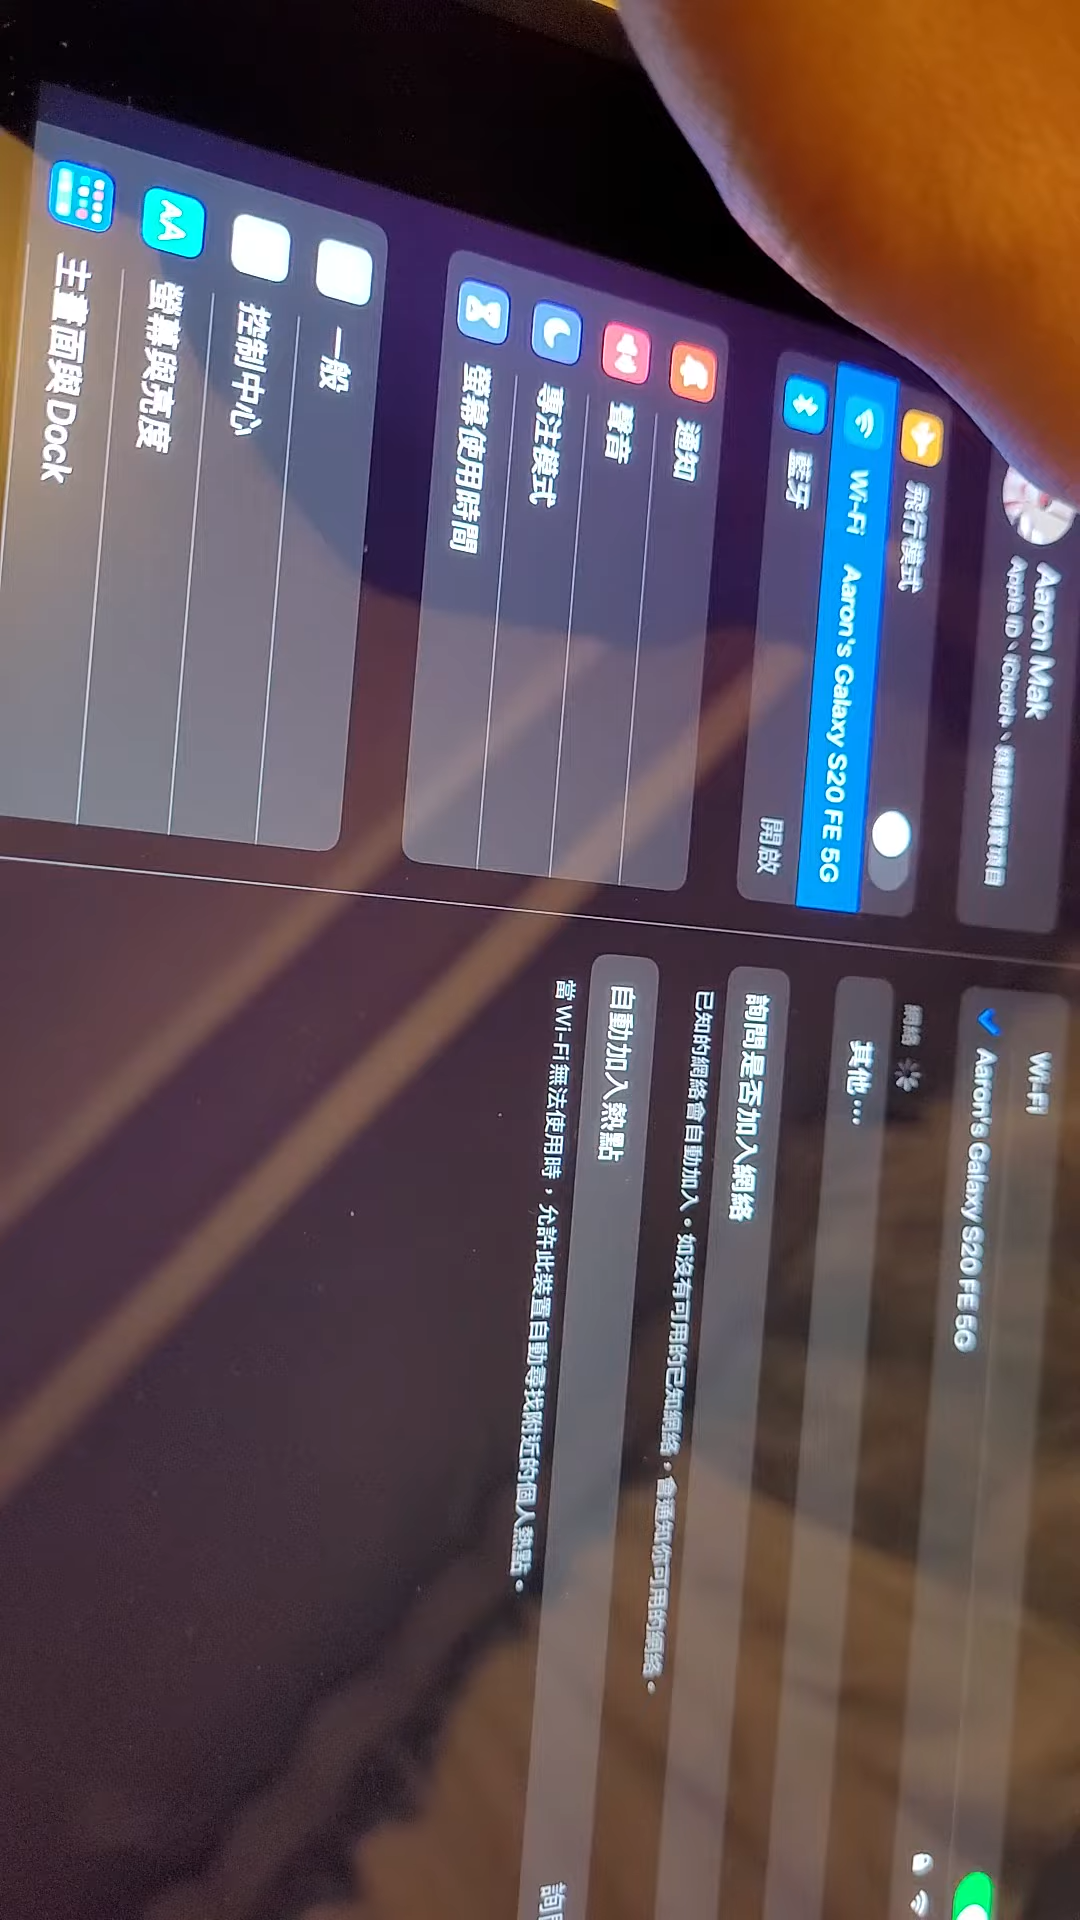 Aaron Mak
Apple ID、iCloud+、媒體與購買項目
飛行模式
Wi-Fi Aaron's Galaxy S20 FE 5G
藍牙 開啟
通知
聲音
專注模式
螢幕使用時間
一般
控制中心
螢幕與亮度
主畫面與 Dock
Wi-Fi
Aaron's Galaxy S20 FE 5G
網絡
其他...
詢問是否加入網絡
已知的網絡會自動加入。如沒有可用的已知網絡，會通知你可用的網絡。
自動加入熱點
當 Wi-Fi 無法使用時，允許此裝置自動尋找附近的個人熱點。